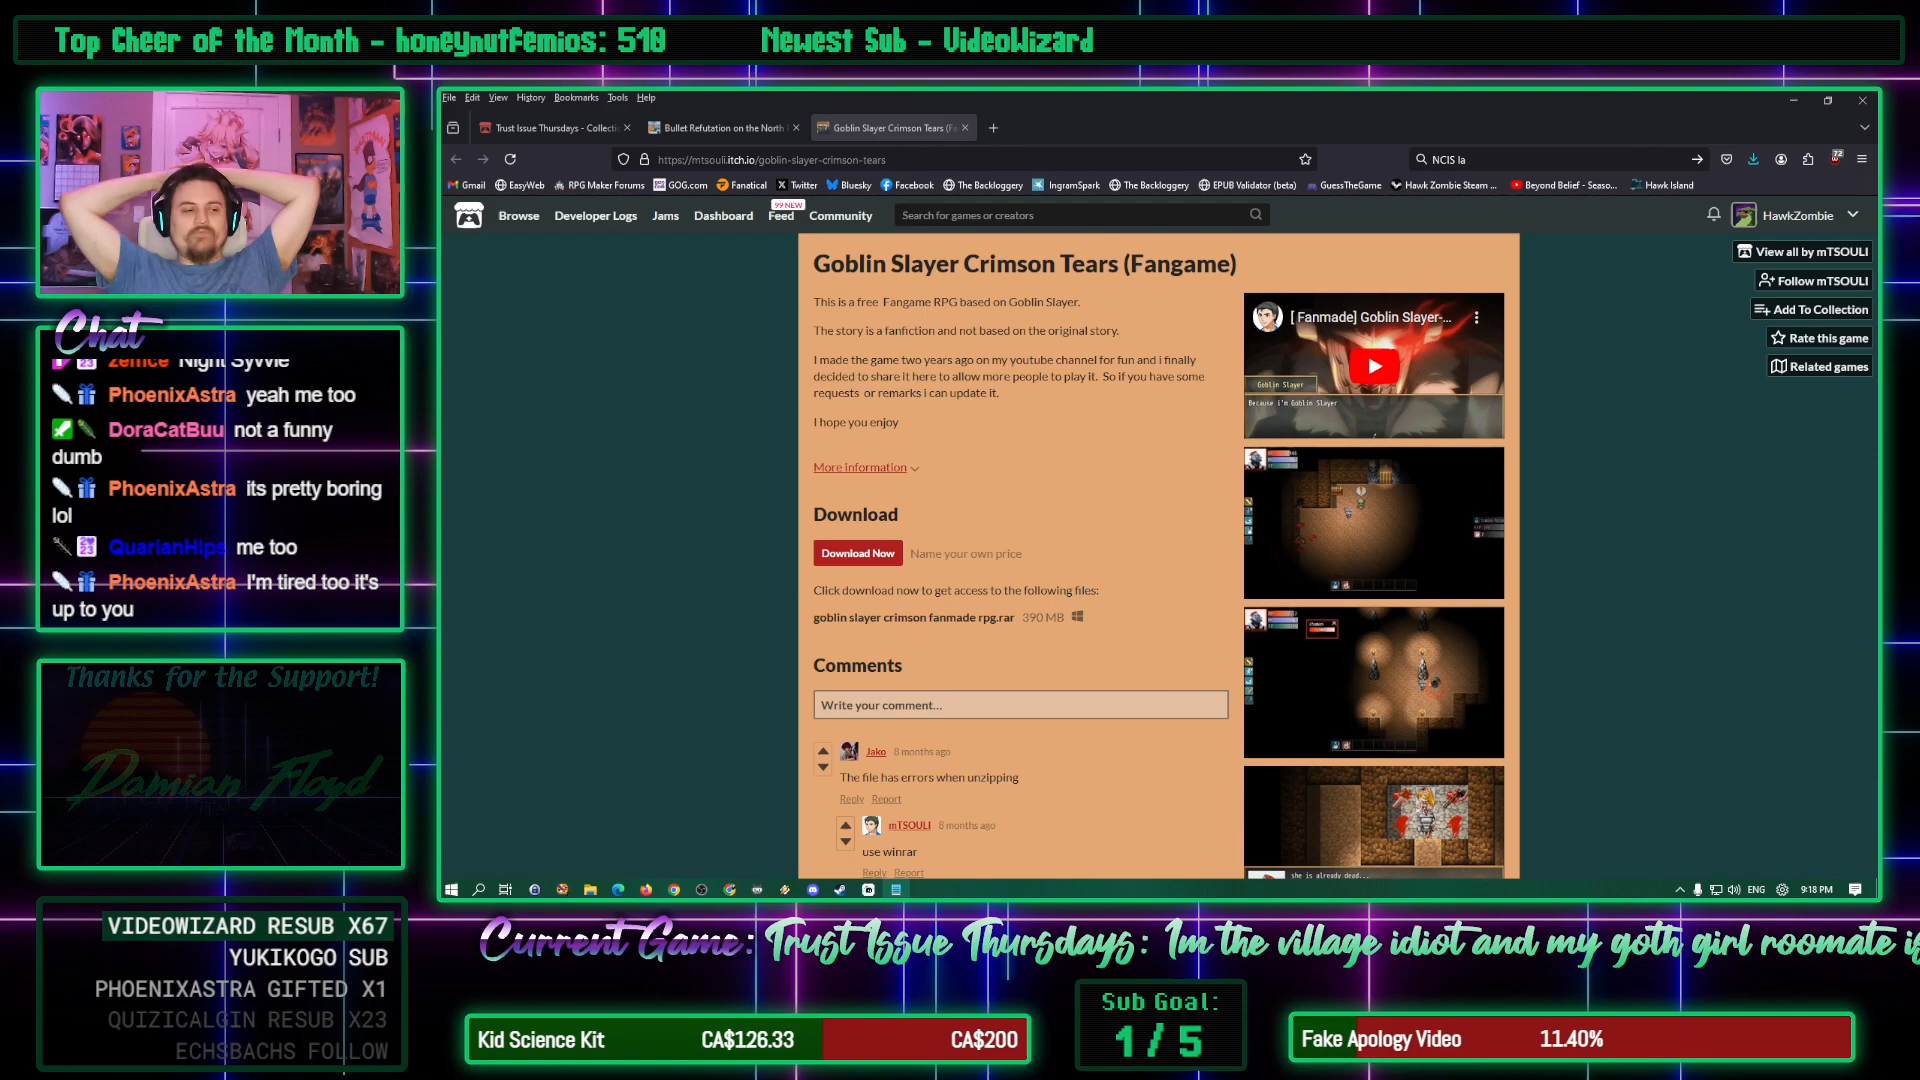 Top Cheer of the Month - honeynutfemios: 510
Newest Sub - VideoWizard
File Edit View History Bookmarks Tools Help
Trust Issue Thursdays - Collecti
Bullet Refutation on the North
Goblin Slayer Crimson Tears (Fa
https://mtsouli.itch.io/goblin-slayer-crimson-tears
NCIS la
72
Gmail EasyWeb RPG Maker Forums GOG.com Fanatical Twitter Bluesky Facebook The Backloggery IngramSpark The Backloggery EPUB Validator (beta) GuessTheGame Hawk Zombie Steam ... Beyond Belief - Seaso... Hawk Island
99 NEW
Browse Developer Logs Jams Dashboard Feed Community
Search for games or creators
HawkZombie
View all by mTSOULI
Follow mTSOULI
Add To Collection
Rate this game
Related games
Goblin Slayer Crimson Tears (Fangame)
This is a free Fangame RPG based on Goblin Slayer.
The story is a fanfiction and not based on the original story.
I made the game two years ago on my youtube channel for fun and i finally
decided to share it here to allow more people to play it. So if you have some
requests or remarks i can update it.
I hope you enjoy
More information
Download
Download Now Name your own price
Click download now to get access to the following files:
goblin slayer crimson fanmade rpg.rar 390 MB
Comments
Write your comment...
Jako 8 months ago
The file has errors when unzipping
Reply Report
mTSOULI 8 months ago
use winrar
Reply Report
[ Fanmade] Goblin Slayer-...
Goblin Slayer
Because i'm Goblin Slayer
she is already dead...
ENG
9:18 PM
Chat
zemce Night Sylvie
PhoenixAstra yeah me too
DoraCatBuu not a funny
dumb
PhoenixAstra its pretty boring
lol
QuarianHips me too
PhoenixAstra I'm tired too it's
up to you
Thanks for the Support!
Damian Floyd
VIDEOWIZARD RESUB X67
YUKIKOGO SUB
PHOENIXASTRA GIFTED X1
QUIZICALGIN RESUB X23
ECHSBACHS FOLLOW
Current Game: Trust Issue Thursdays: Im the village idiot and my goth girl roomate is
Kid Science Kit CA$126.33 CA$200
Sub Goal:
1 / 5
Fake Apology Video 11.40%